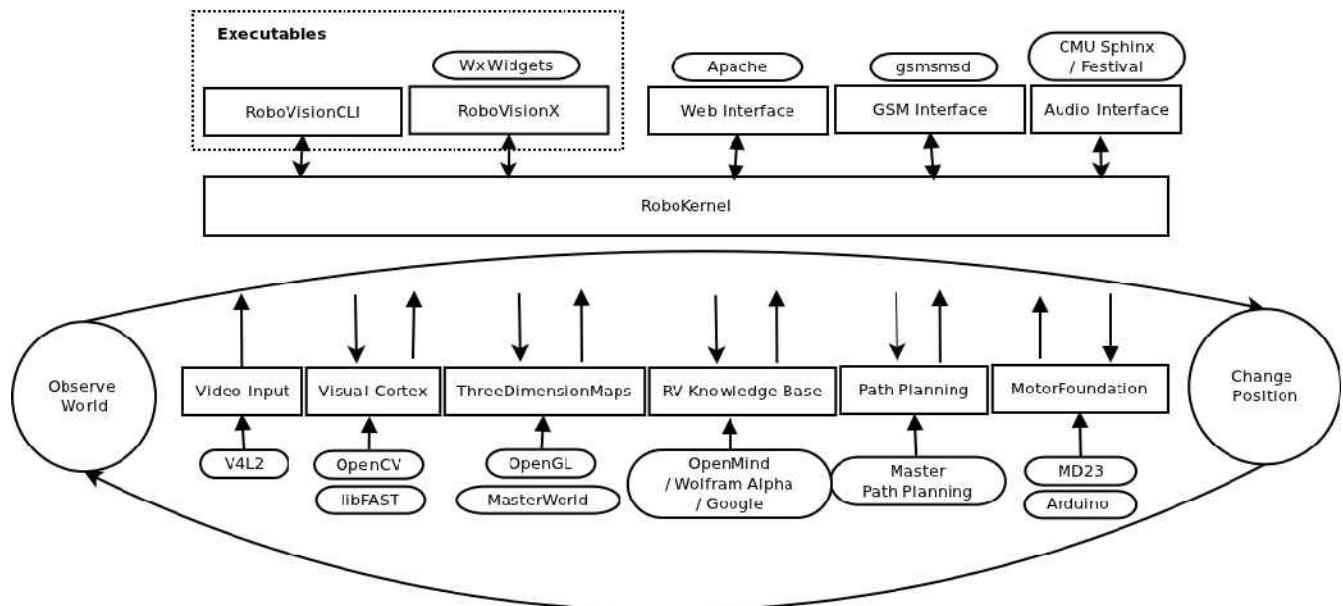 Executables
WxWidgets
Apache
gsmsmsd
CMU Sphinx
/ Festival
RoboVisionCLI
RoboVisionX
Web Interface
GSM Interface
Audio Interface
RoboKernel
Observe
World
Video Input
Visual Cortex
ThreeDimensionMaps
RV Knowledge Base
Path Planning
MotorFoundation
Change
Position
V4L2
OpenCV
libFAST
OpenGL
MasterWorld
OpenMind
/ Wolfram Alpha
/ Google
Master
Path Planning
MD23
Arduino